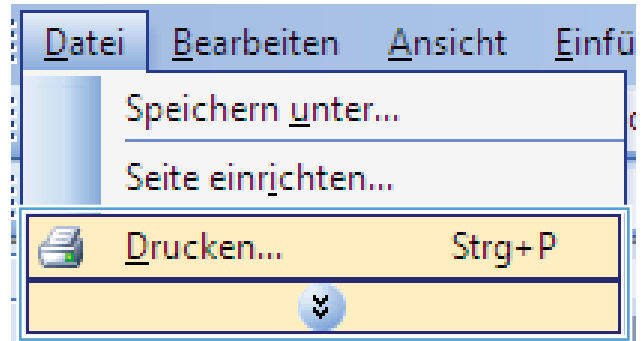 Datei Bearbeiten Ansicht Einfü
Speichern unter...
Seite einrichten...
Drucken... Strg+P